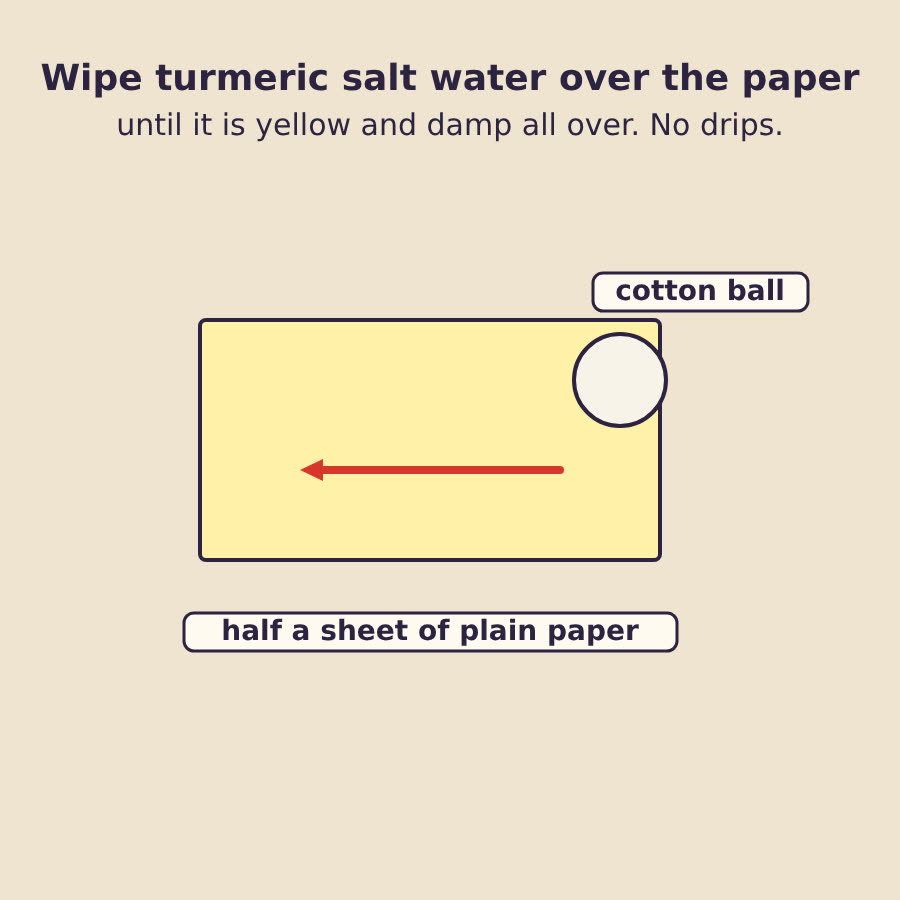 Wipe turmeric salt water over the paper
until it is yellow and damp all over. No drips.
cotton ball
half a sheet of plain paper